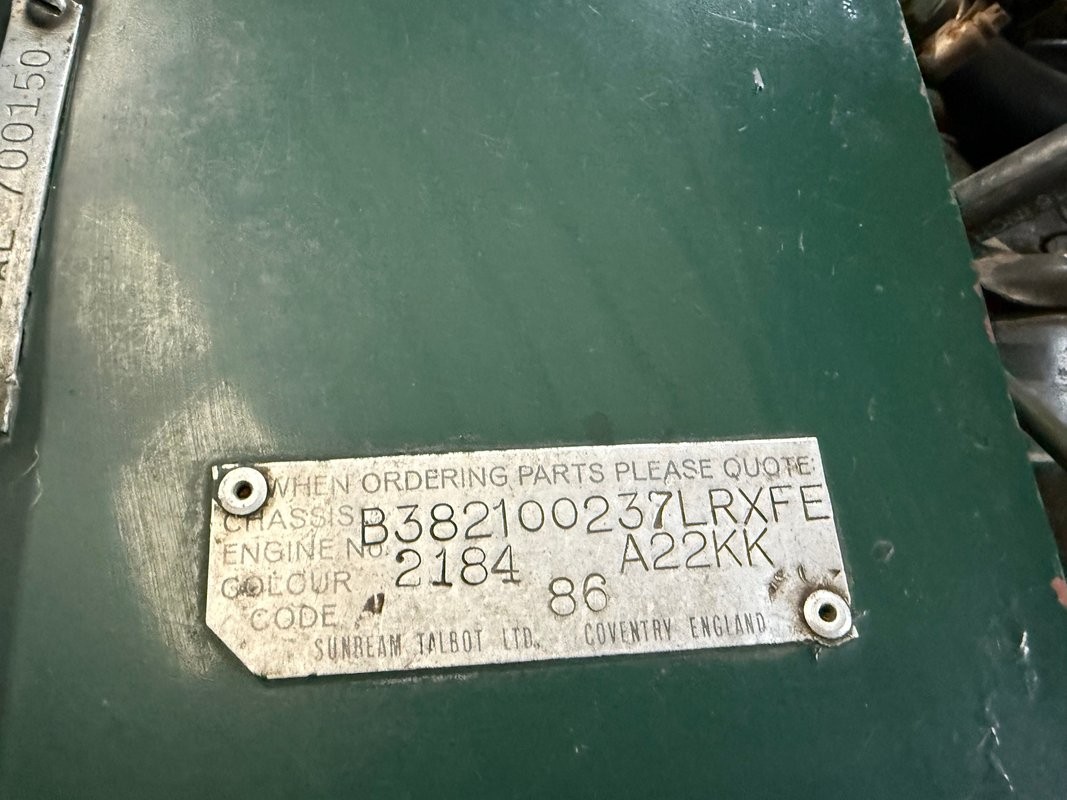 700150
WHEN ORDERING PARTS PLEASE QUOTE
CHASSIS B382100237LRXFE
ENGINE No. 2184 A22KK
COLOUR CODE 86
SUNBEAM TALBOT LTD. COVENTRY ENGLAND